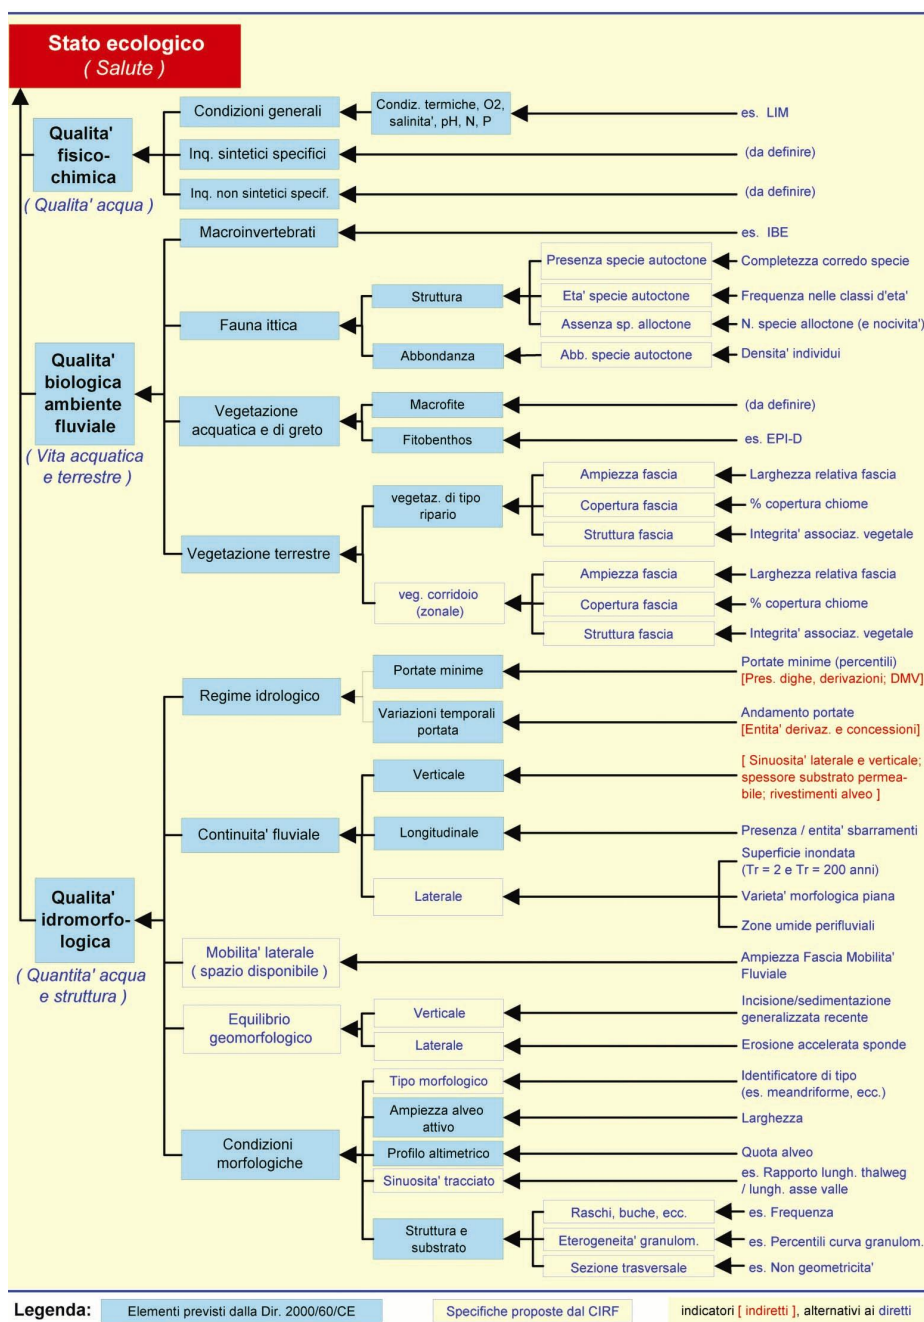 Stato ecologico
( Salute )
Qualita'
fisico-
chimica
( Qualita' acqua )
Condizioni generali
Condiz. termiche, O2,
salinita', pH, N, P
es. LIM
Inq. sintetici specifici
(da definire)
Inq. non sintetici specif.
(da definire)
Qualita'
biologica
ambiente
fluviale
( Vita acquatica
e terrestre )
Macroinvertebrati
es. IBE
Fauna ittica
Struttura
Presenza specie autoctone
Completezza corredo specie
Eta' specie autoctone
Frequenza nelle classi d'eta'
Assenza sp. alloctone
N. specie alloctone (e nocivita')
Abbondanza
Abb. specie autoctone
Densita' individui
Vegetazione
acquatica e di greto
Macrofite
(da definire)
Fitobenthos
es. EPI-D
Vegetazione terrestre
vegetaz. di tipo
ripario
Ampiezza fascia
Larghezza relativa fascia
Copertura fascia
% copertura chiome
Struttura fascia
Integrita' associaz. vegetale
veg. corridoio
(zonale)
Ampiezza fascia
Larghezza relativa fascia
Copertura fascia
% copertura chiome
Struttura fascia
Integrita' associaz. vegetale
Qualita'
idromorfo-
logica
( Quantita' acqua
e struttura )
Regime idrologico
Portate minime
Portate minime (percentili)
[Pres. dighe, derivazioni; DMV]
Variazioni temporali
portata
Andamento portate
[Entita' derivaz. e concessioni]
Continuita' fluviale
Verticale
[ Sinuosita' laterale e verticale;
spessore substrato permea-
bile; rivestimenti alveo ]
Longitudinale
Presenza / entita' sbarramenti
Laterale
Superficie inondata
(Tr = 2 e Tr = 200 anni)
Varieta' morfologica piana
Zone umide perifluviali
Mobilita' laterale
( spazio disponibile )
Ampiezza Fascia Mobilita'
Fluviale
Equilibrio
geomorfologico
Verticale
Incisione/sedimentazione
generalizzata recente
Laterale
Erosione accelerata sponde
Condizioni
morfologiche
Tipo morfologico
Identificatore di tipo
(es. meandriforme, ecc.)
Ampiezza alveo
attivo
Larghezza
Profilo altimetrico
Quota alveo
Sinuosita' tracciato
es. Rapporto lungh. thalweg
/ lungh. asse valle
Struttura e
substrato
Raschi, buche, ecc.
es. Frequenza
Eterogeneita' granulom.
es. Percentili curva granulom.
Sezione trasversale
es. Non geometricita'
Legenda:
Elementi previsti dalla Dir. 2000/60/CE
Specifiche proposte dal CIRF
indicatori [ indiretti ], alternativi ai diretti